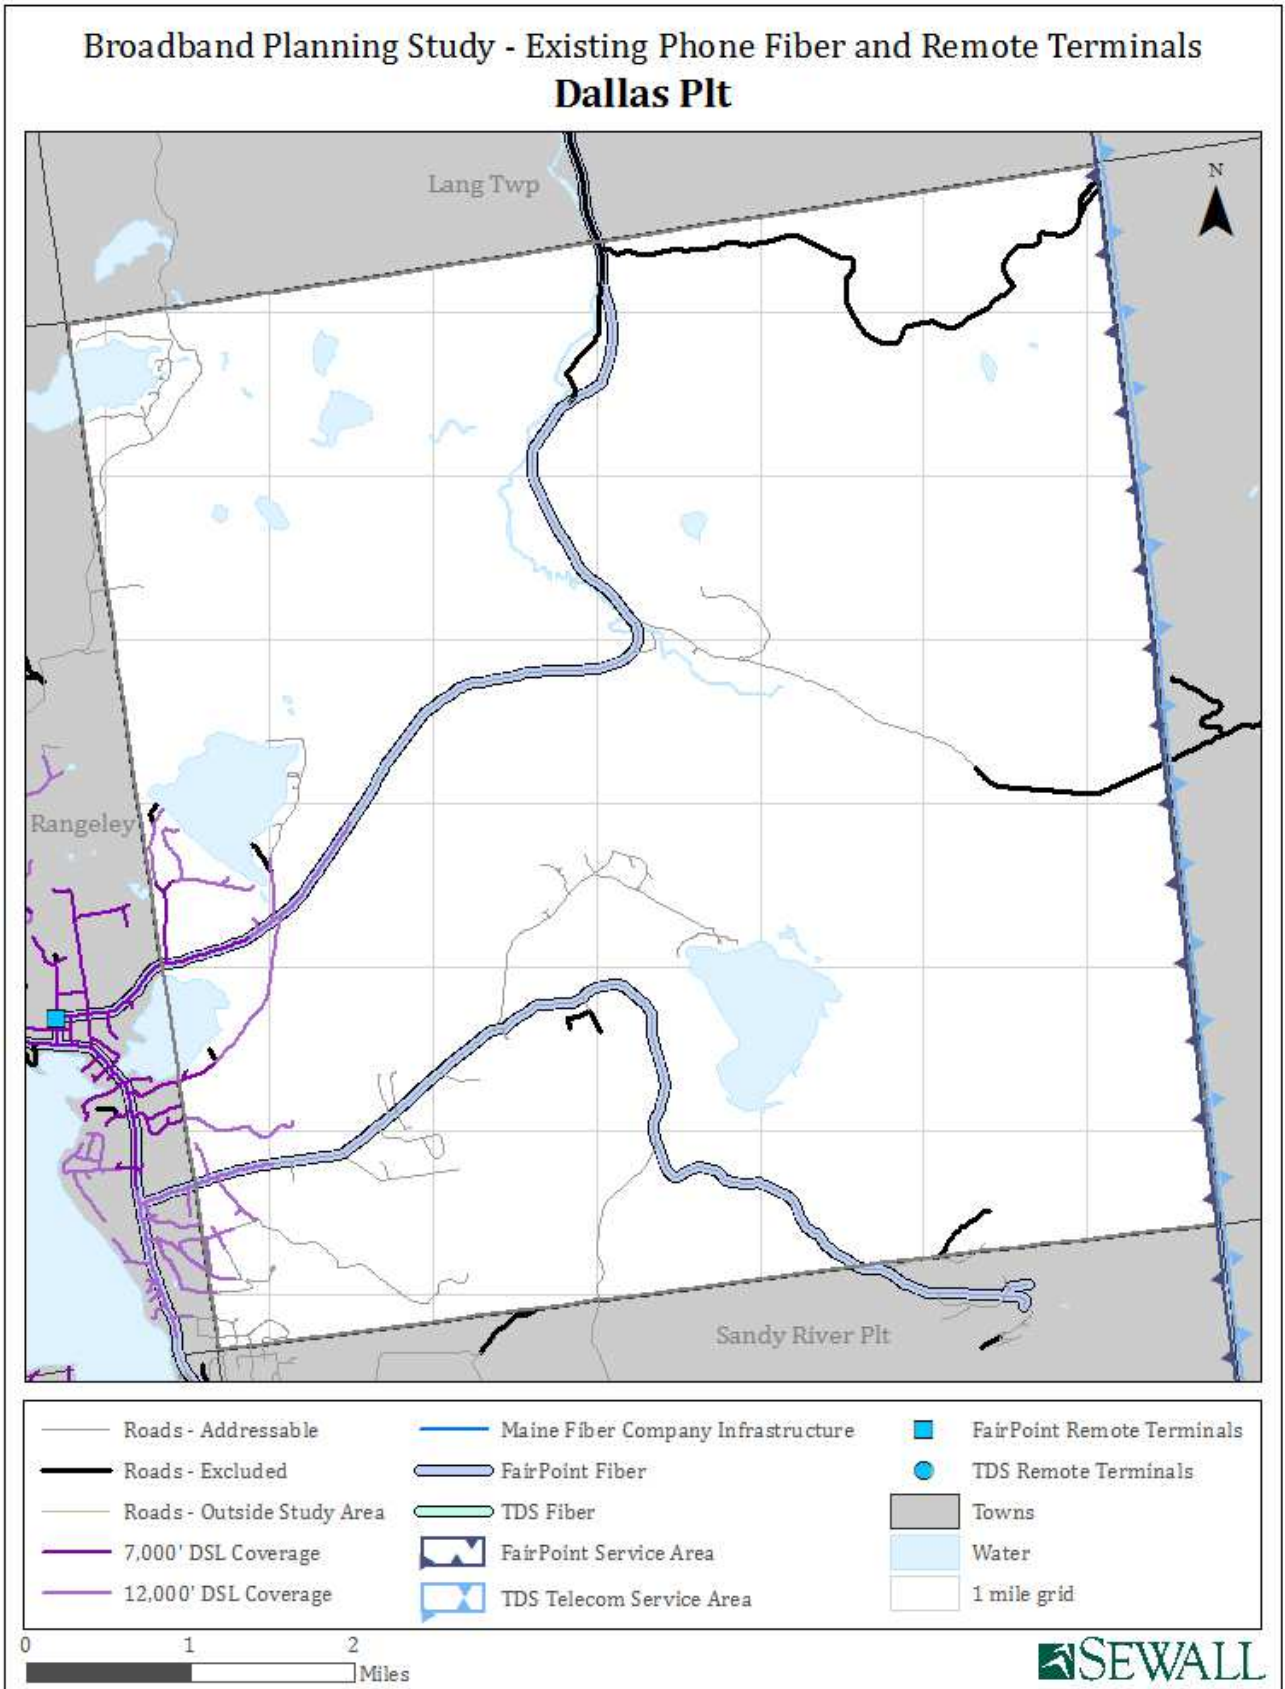 Broadband Planning Study - Existing Phone Fiber and Remote Terminals
Dallas Plt
Lang Twp
N
Rangeley
Sandy River Plt
Roads - Addressable
Roads - Excluded
Roads - Outside Study Area
7,000' DSL Coverage
12,000' DSL Coverage
Maine Fiber Company Infrastructure
FairPoint Fiber
TDS Fiber
FairPoint Service Area
TDS Telecom Service Area
FairPoint Remote Terminals
TDS Remote Terminals
Towns
Water
1 mile grid
0 1 2
Miles
SEWALL